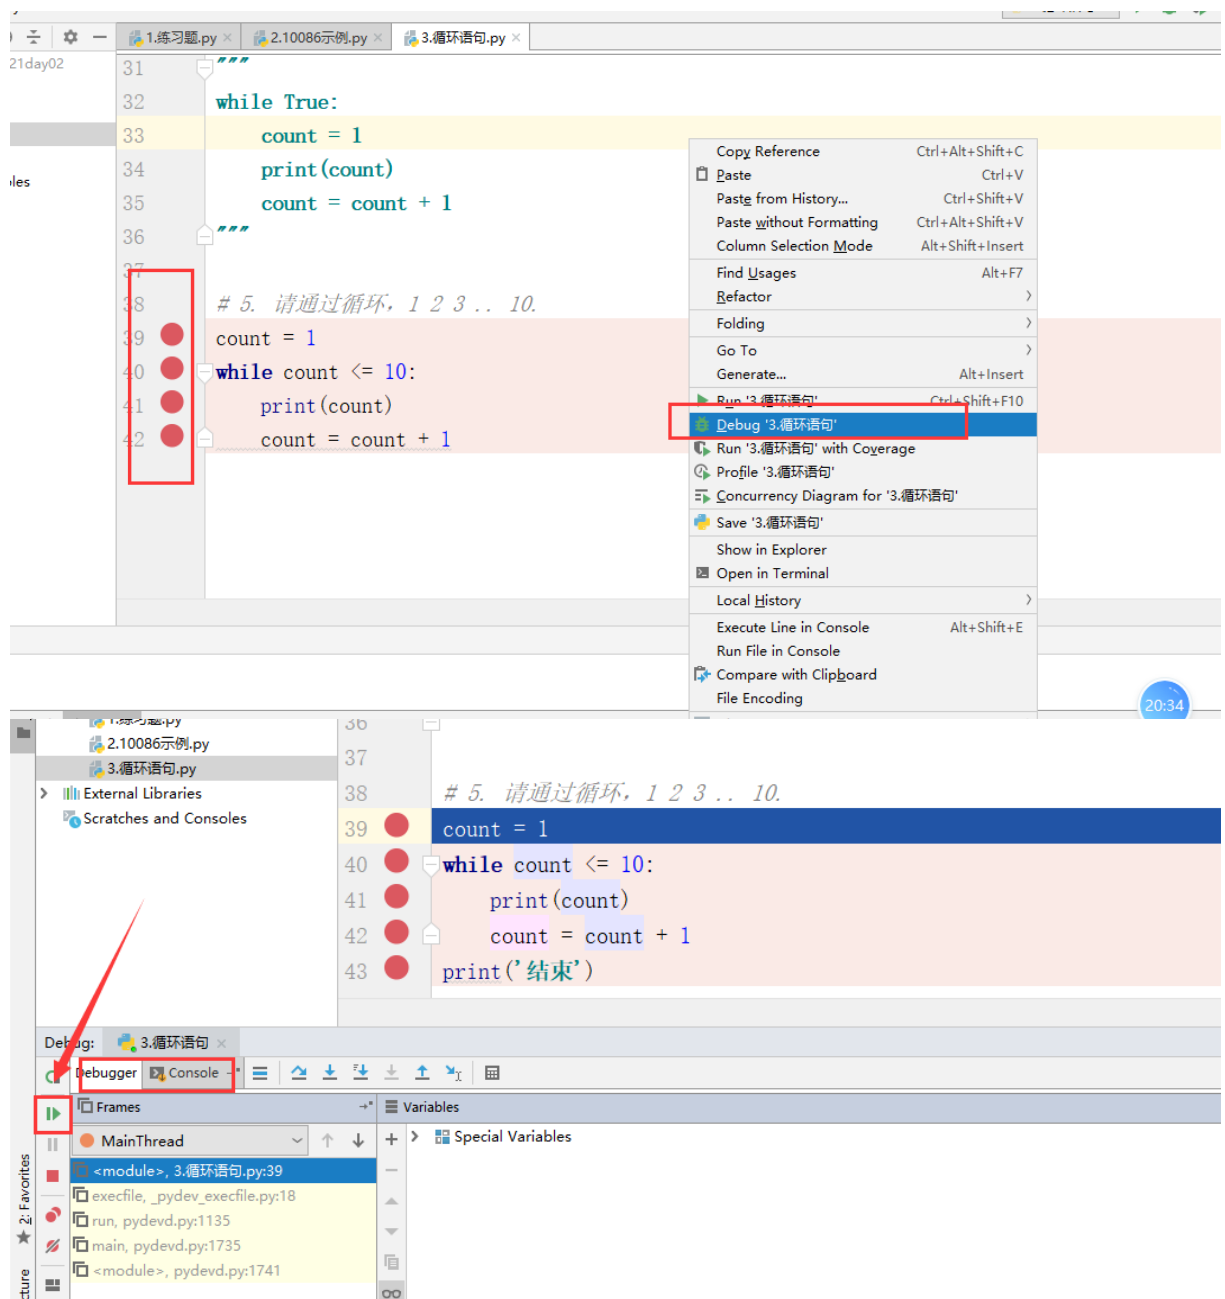 1.练习题.py
2.10086示例.py
3.循环语句.py
21day02
31 """
32 while True:
33 count = 1
34 print(count)
35 count = count + 1
36 """
37
38 # 5. 请通过循环，1 2 3 .. 10.
39 count = 1
40 while count <= 10:
41 print(count)
42 count = count + 1
Copy Reference Ctrl+Alt+Shift+C
Paste Ctrl+V
Paste from History... Ctrl+Shift+V
Paste without Formatting Ctrl+Alt+Shift+V
Column Selection Mode Alt+Shift+Insert
Find Usages Alt+F7
Refactor
Folding
Go To
Generate... Alt+Insert
Run '3.循环语句' Ctrl+Shift+F10
Debug '3.循环语句'
Run '3.循环语句' with Coverage
Profile '3.循环语句'
Concurrency Diagram for '3.循环语句'
Save '3.循环语句'
Show in Explorer
Open in Terminal
Local History
Execute Line in Console Alt+Shift+E
Run File in Console
Compare with Clipboard
File Encoding
20:34
1.练习题.py
2.10086示例.py
3.循环语句.py
External Libraries
Scratches and Consoles
36
37
38 # 5. 请通过循环，1 2 3 .. 10.
39 count = 1
40 while count <= 10:
41 print(count)
42 count = count + 1
43 print('结束')
Debug: 3.循环语句
Debugger Console
Frames
Variables
MainThread
Special Variables
<module>, 3.循环语句.py:39
execfile, _pydev_execfile.py:18
run, pydevd.py:1135
main, pydevd.py:1735
<module>, pydevd.py:1741
2: Favorites